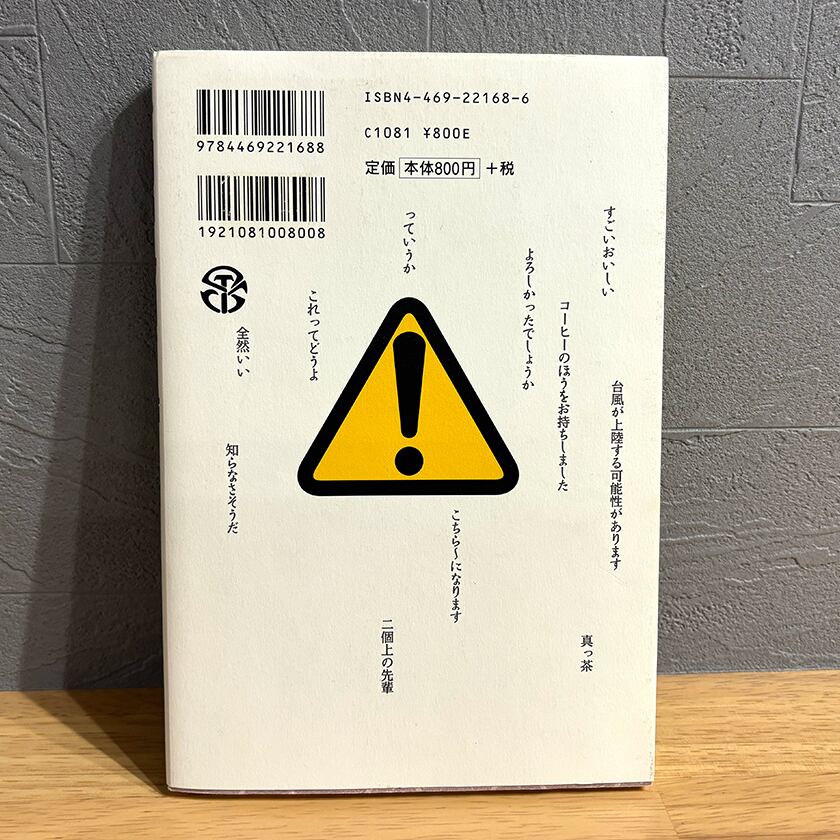 9784469221688
ISBN4-469-22168-6
C1081 ¥800E
定価 本体800円 +税
1921081008008
すごいおいしい
台風が上陸する可能性があります
真っ茶
コーヒーのほうをお持ちしました
よろしかったでしょうか
こちら〜になります
っていうか
二個上の先輩
これってどうよ
全然いい
知らなさそうだ